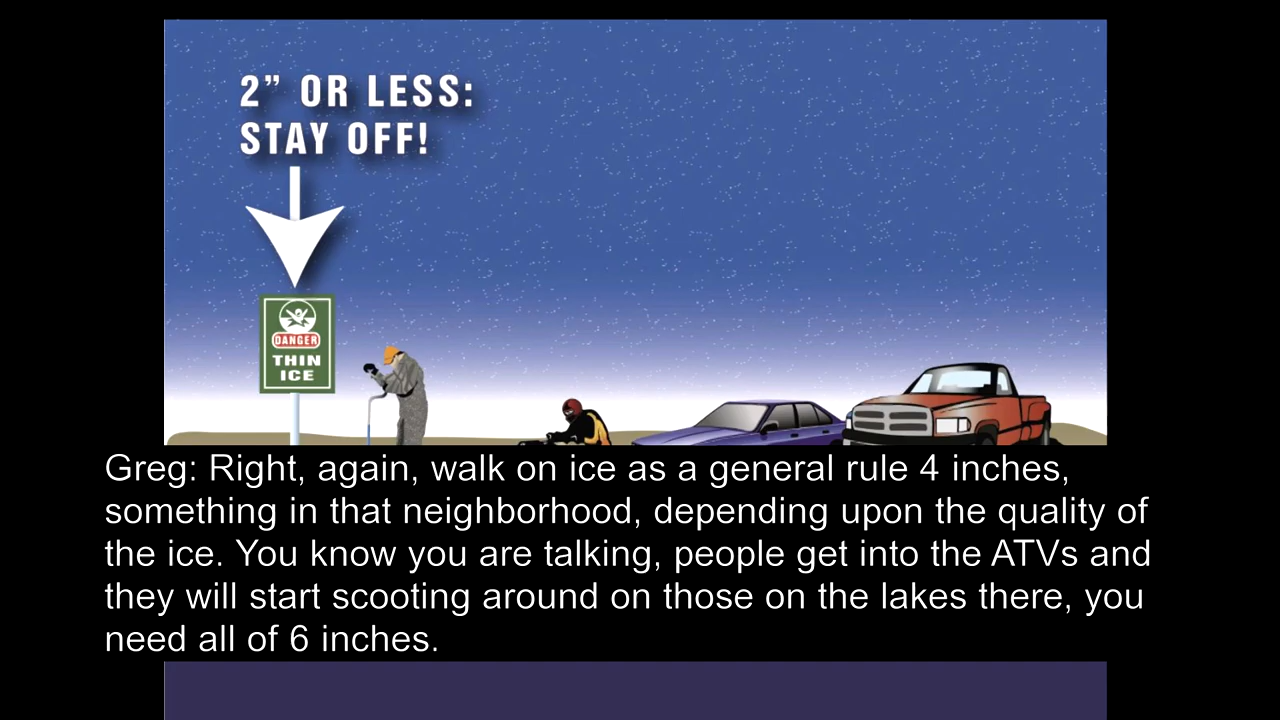 2” OR LESS:
STAY OFF!
DANGER
THIN
ICE
Greg: Right, again, walk on ice as a general rule 4 inches,
something in that neighborhood, depending upon the quality of
the ice. You know you are talking, people get into the ATVs and
they will start scooting around on those on the lakes there, you
need all of 6 inches.